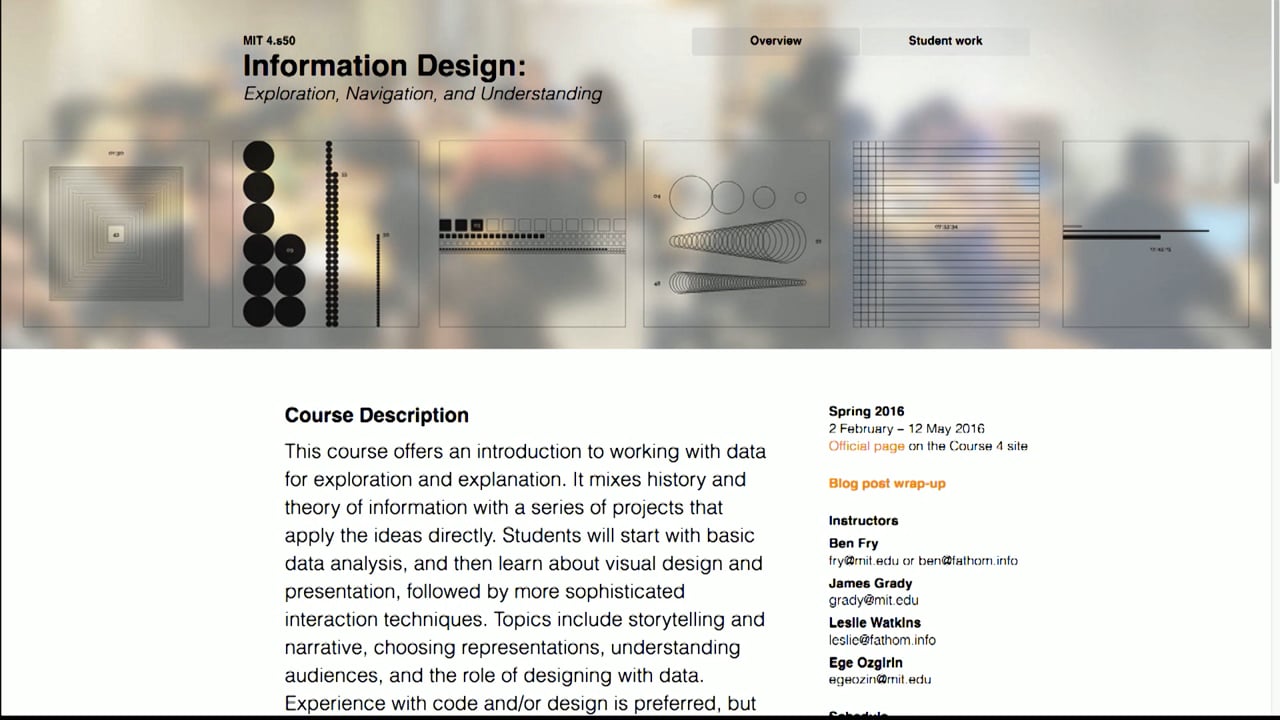 MIT 4.s50
Information Design:
Exploration, Navigation, and Understanding
Overview
Student work
Course Description
This course offers an introduction to working with data
for exploration and explanation. It mixes history and
theory of information with a series of projects that
apply the ideas directly. Students will start with basic
data analysis, and then learn about visual design and
presentation, followed by more sophisticated
interaction techniques. Topics include storytelling and
narrative, choosing representations, understanding
audiences, and the role of designing with data.
Experience with code and/or design is preferred, but
Spring 2016
2 February – 12 May 2016
Official page on the Course 4 site
Blog post wrap-up
Instructors
Ben Fry
fry@mit.edu or ben@fathom.info
James Grady
grady@mit.edu
Leslie Watkins
leslie@fathom.info
Ege Ozgirin
egeozin@mit.edu
Schedule